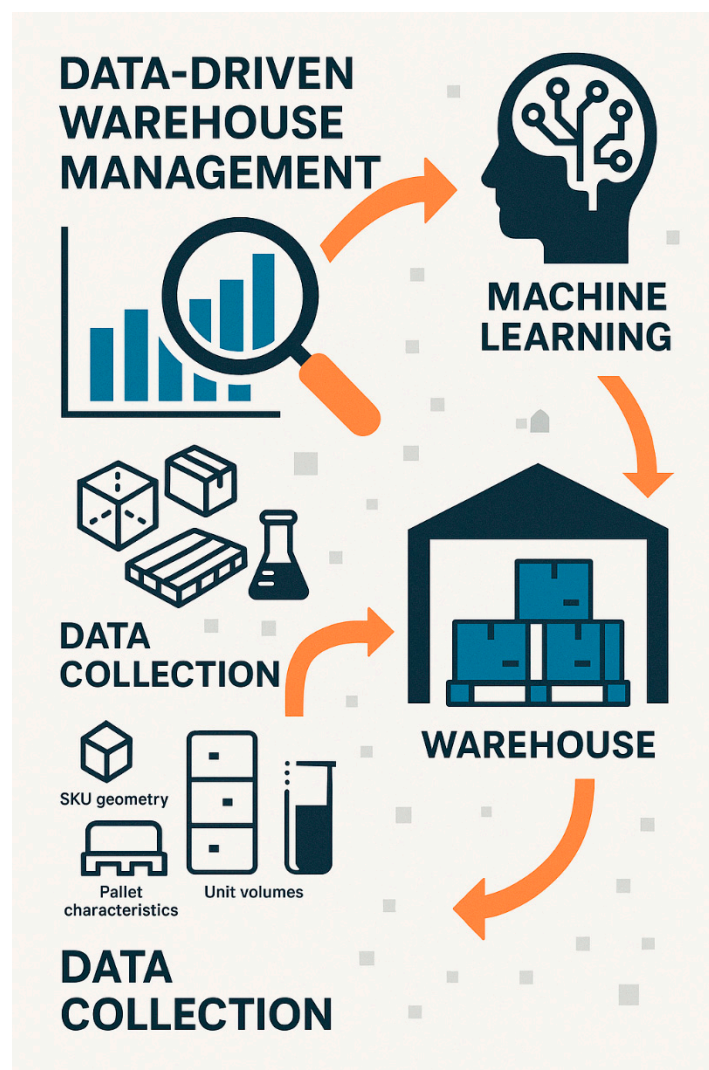 DATA-DRIVEN
WAREHOUSE
MANAGEMENT
MACHINE
LEARNING
DATA
COLLECTION
WAREHOUSE
SKU geometry
Pallet
characteristics
Unit volumes
DATA
COLLECTION